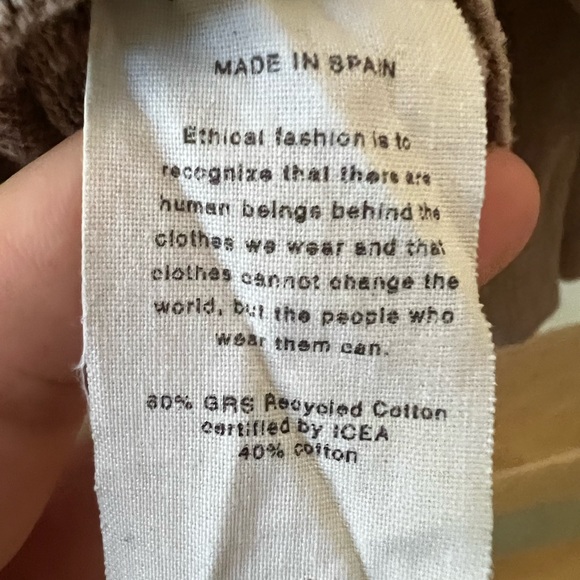 MADE IN SPAIN
Ethical fashion is to
recognize that there are
human beings behind the
clothes we wear and that
clothes cannot change the
world, but the people who
wear them can.
60% GRS Recycled Cotton
certified by ICEA
40% cotton